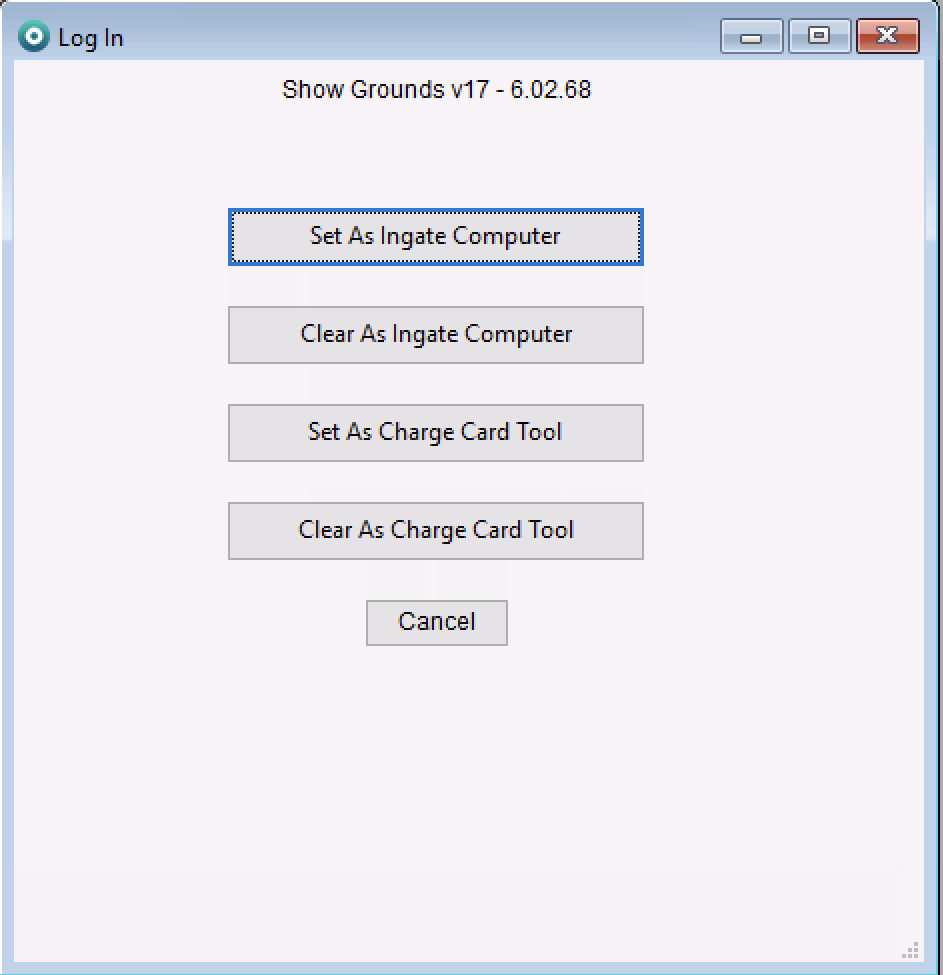 Log In
Show Grounds v17 - 6.02.68
Set As Ingate Computer
Clear As Ingate Computer
Set As Charge Card Tool
Clear As Charge Card Tool
Cancel